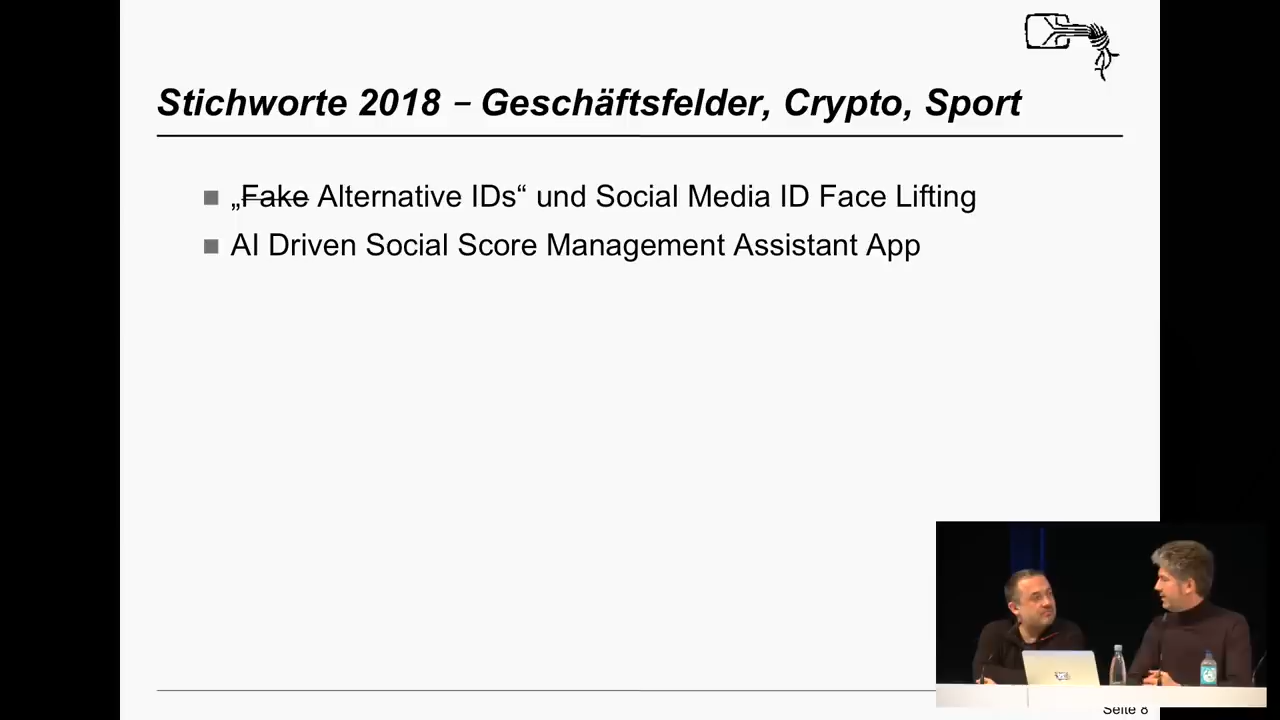 Stichworte 2018 – Geschäftsfelder, Crypto, Sport
„Fake Alternative IDs“ und Social Media ID Face Lifting
AI Driven Social Score Management Assistant App
Seite 8